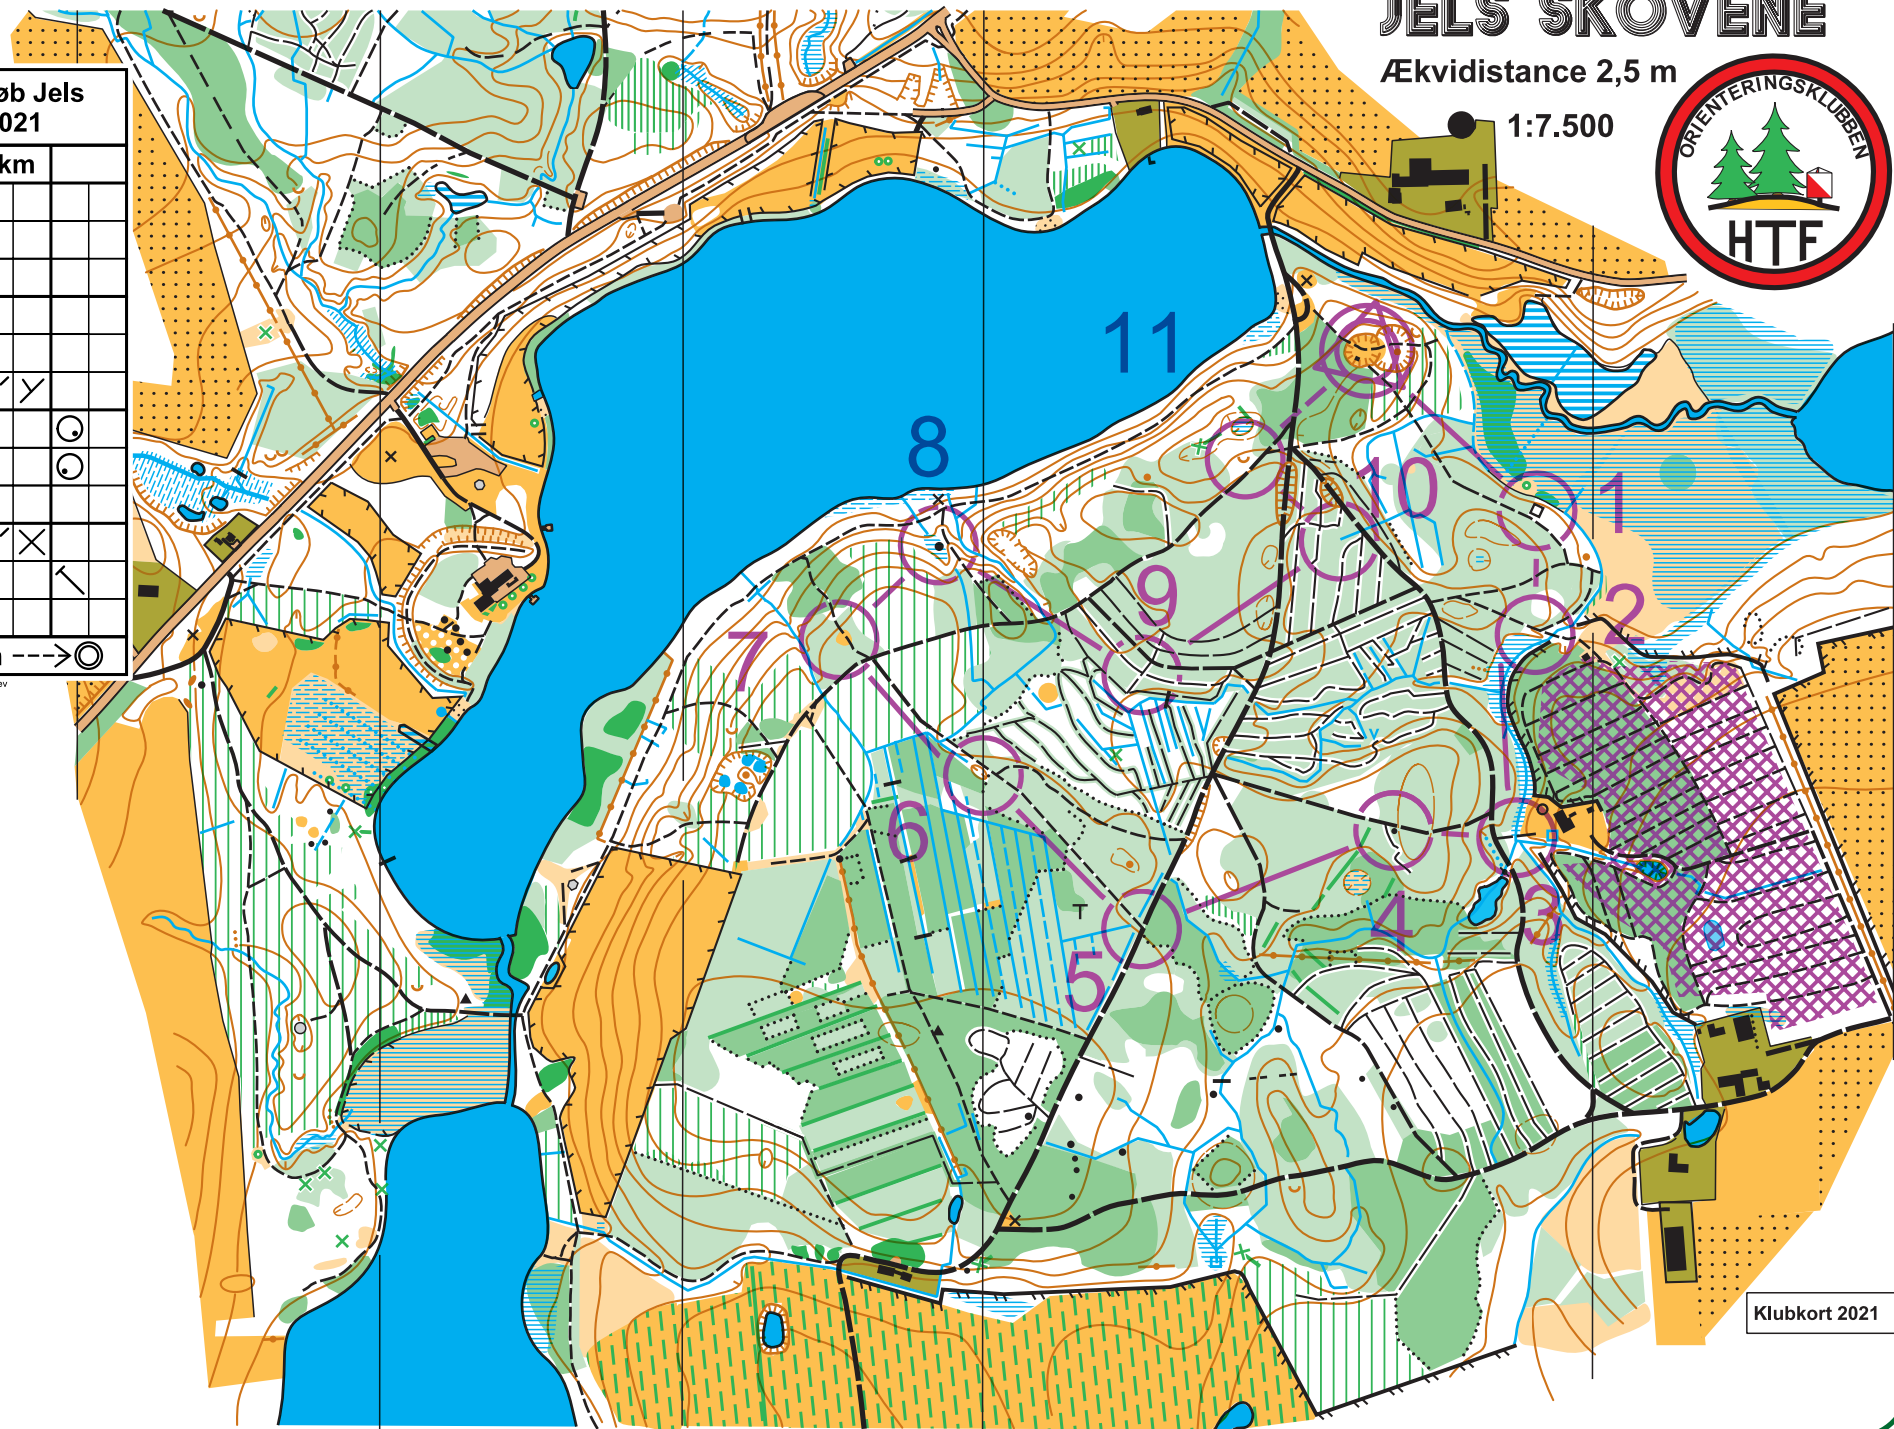 JELS SKOVENE
Ækvidistance 2,5 m
1:7.500
ORIENTERINGSKLUBBEN
HTF
øb Jels
021
km
11
8
10
1
9
2
7
6
4
3
5
Klubkort 2021